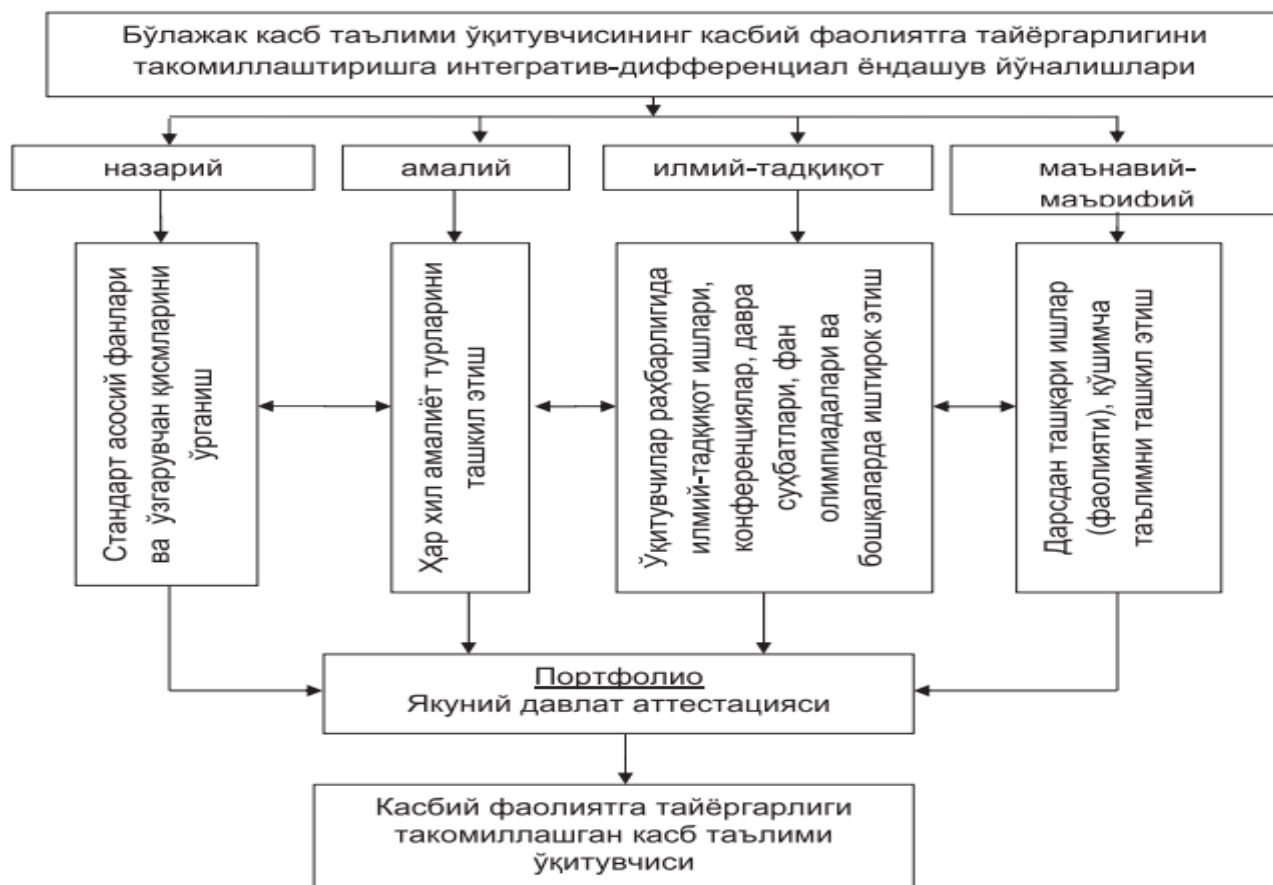 Бўлажак касб таълими ўқитувчисининг касбий фаолиятга тайёргарлигини
такомиллаштиришга интегратив-дифференциал ёндашув йўналишлари
назарий
амалий
илмий-тадқиқот
маънавий-
маърифий
Стандарт асосий фанлари
ва ўзгарувчан қисмларини
ўрганиш
Ҳар хил амалиёт турларини
ташкил этиш
Ўқитувчилар раҳбарлигида
илмий-тадқиқот ишлари,
конференциялар, давра
суҳбатлари, фан
олимпиадалари ва
бошқаларда иштирок этиш
Дарсдан ташқари ишлар
(фаолияти), қўшимча
таълимни ташкил этиш
Портфолио
Якуний давлат аттестацияси
Касбий фаолиятга тайёргарлиги
такомиллашган касб таълими
ўқитувчиси